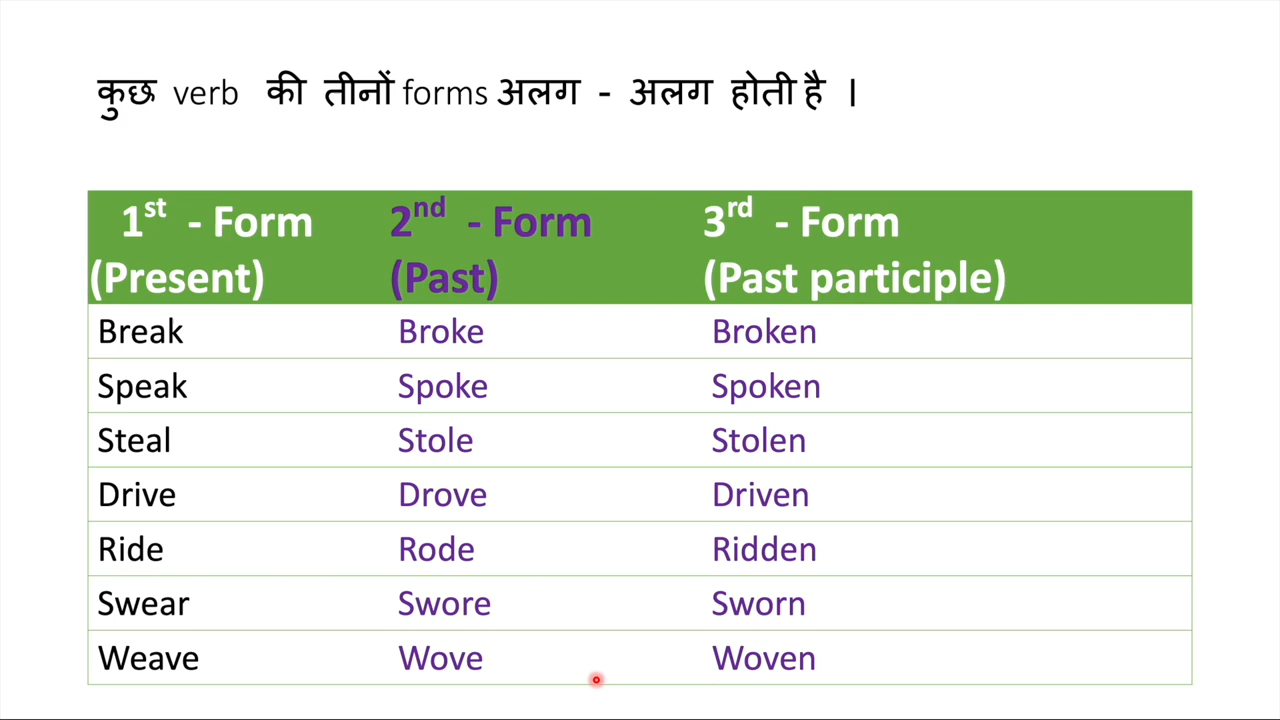 कुछ verb की तीनों forms अलग - अलग होती है ।
1st - Form 2nd - Form 3rd - Form
(Present) (Past) (Past participle)
Break Broke Broken
Speak Spoke Spoken
Steal Stole Stolen
Drive Drove Driven
Ride Rode Ridden
Swear Swore Sworn
Weave Wove Woven